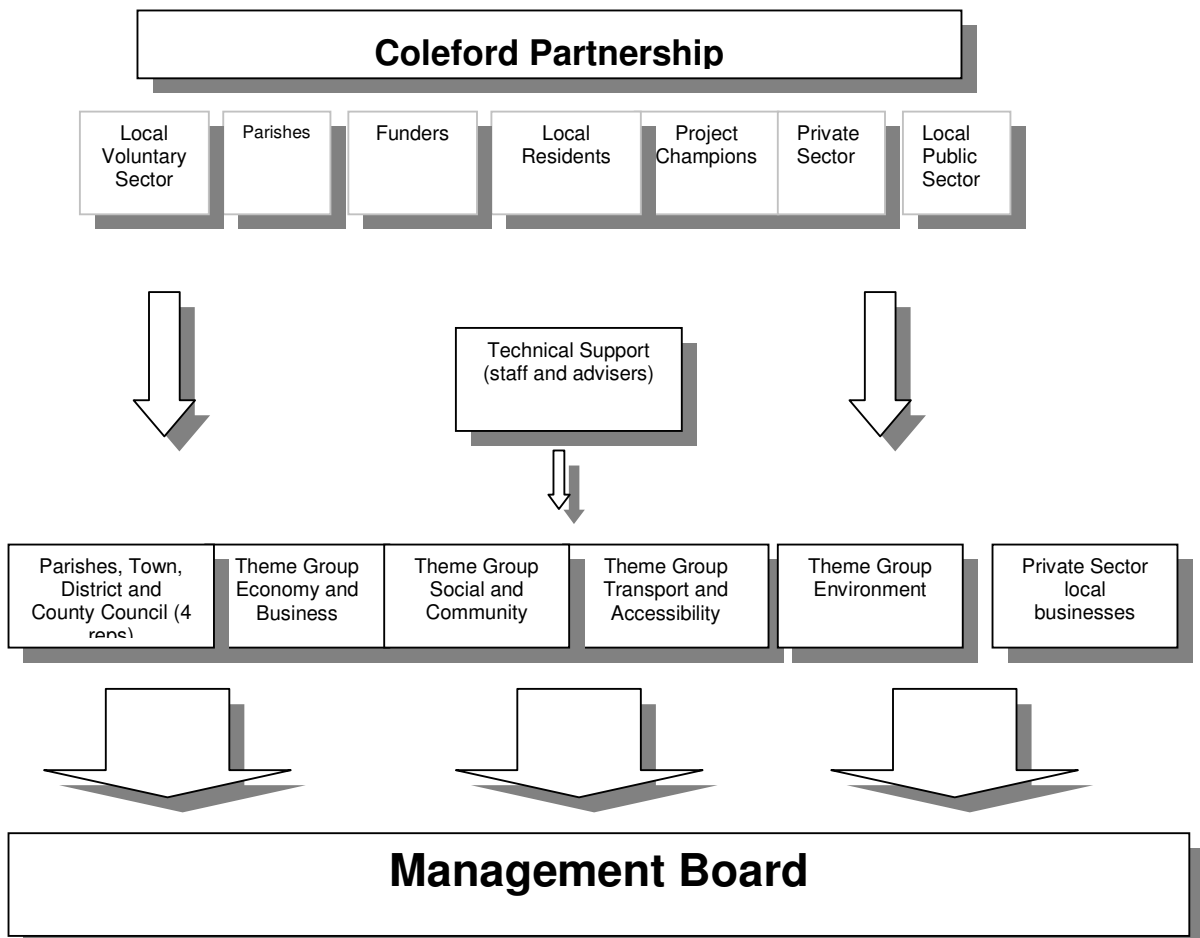 Coleford Partnership
Local
Voluntary
Sector
Parishes
Funders
Local
Residents
Project
Champions
Private
Sector
Local
Public
Sector
Technical Support
(staff and advisers)
Parishes, Town,
District and
County Council (4
reps)
Theme Group
Economy and
Business
Theme Group
Social and
Community
Theme Group
Transport and
Accessibility
Theme Group
Environment
Private Sector
local
businesses
Management Board